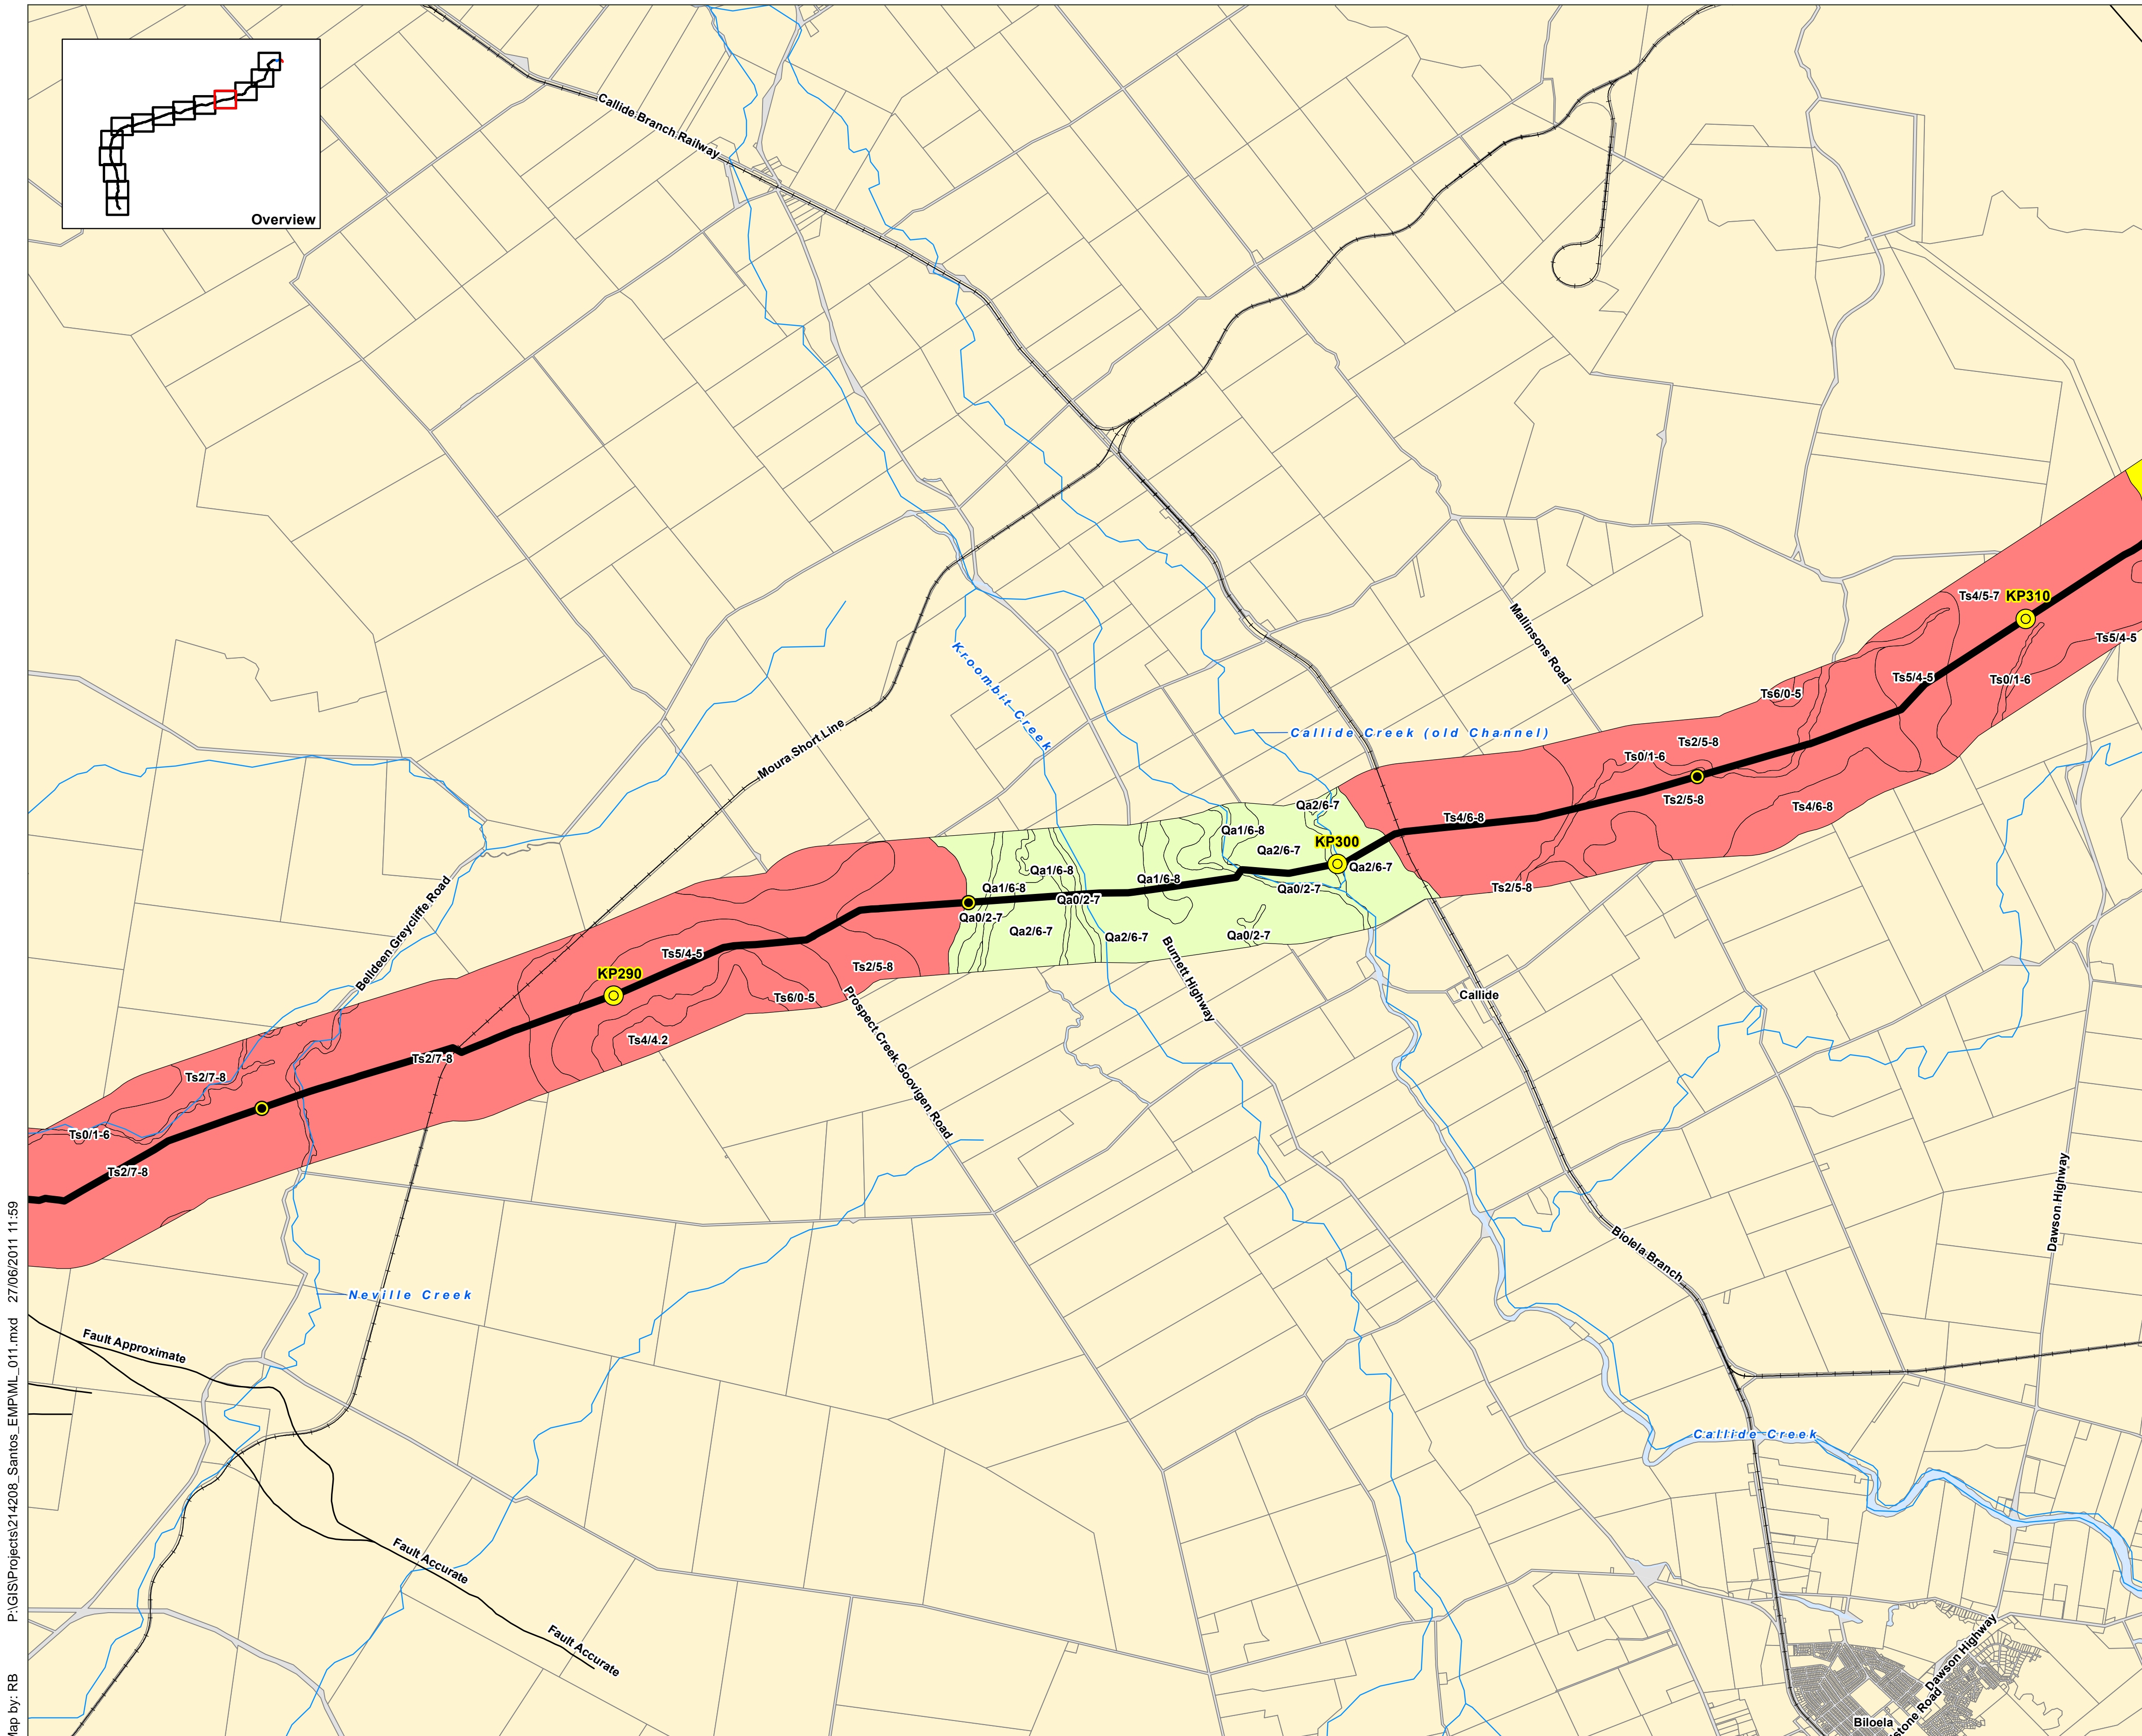 Overview
Callide Branch Railway
Mallinsons Road
Kroombit Creek
Ts4/5-7
KP310
Ts5/4-5
Ts5/4-5
Ts0/1-6
Ts6/0-5
Moura Short Line
Callide Creek (old Channel)
Ts2/5-8
Ts0/1-6
Ts2/5-8
Ts4/6-8
Qa2/6-7
Ts4/6-8
Qa1/6-8
KP300
Qa2/6-7
Qa2/6-7
Qa1/6-8
Qa1/6-8
Qa1/6-8
Qa0/2-7
Ts2/5-8
Qa0/2-7
Qa0/2-7
Qa2/6-7
Qa2/6-7
Qa0/2-7
Belldeen Greycliffe Road
Ts5/4-5
Ts2/5-8
KP290
Ts6/0-5
Burnett Highway
Callide
Prospect Creek Goovigen Road
Ts4/4.2
Ts2/7-8
Ts2/7-8
Ts0/1-6
Ts2/7-8
Dawson Highway
Biolela Branch
Neville Creek
Fault Approximate
Callide Creek
Fault Accurate
Fault Accurate
Dawson Highway
stone Road
Biloela
Map by: RB P:\GIS\Projects\214208_Santos_EMP\ML_011.mxd 27/06/2011 11:59